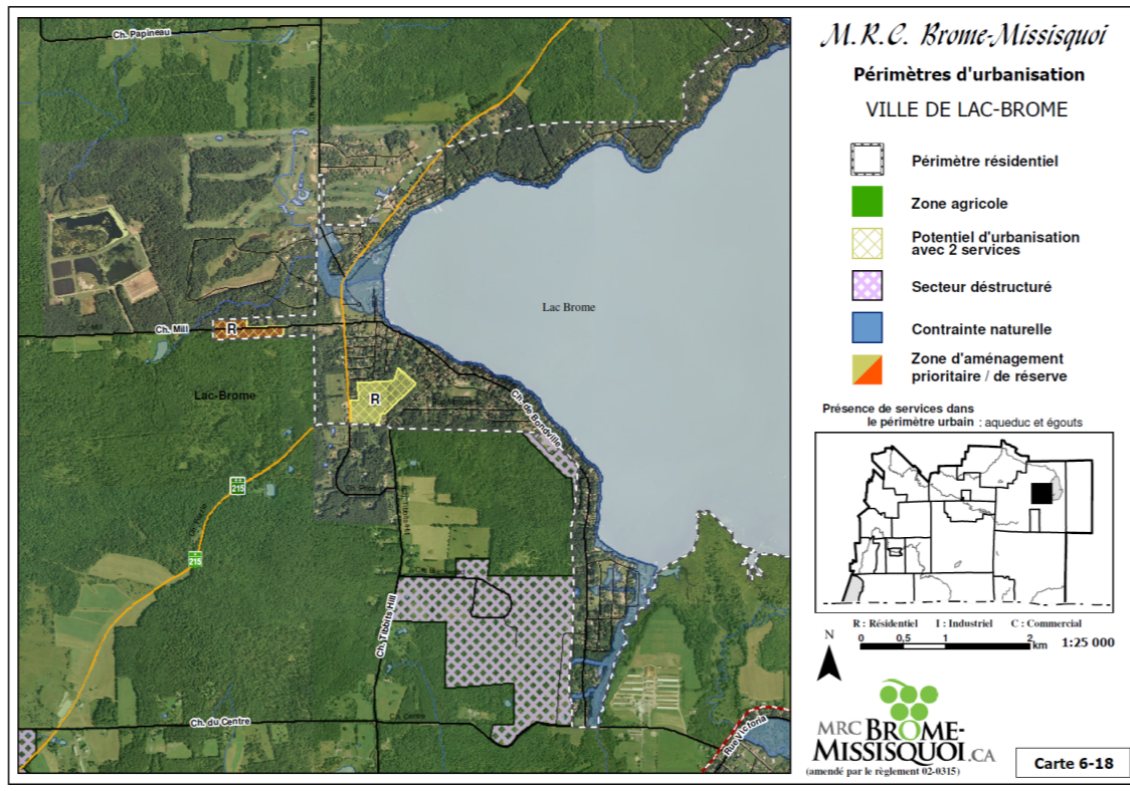 Ch. Papineau
Ch. Mill
R
Lac-Brome
R
Lac Brome
Ch. de Bondville
215
215
Ch. Tibbits Hill
Ch. du Centre
Ch. Centre
Rue Victoria
M.R.C. Brome-Missisquoi
Périmètres d'urbanisation
VILLE DE LAC-BROME
Périmètre résidentiel
Zone agricole
Potentiel d'urbanisation
avec 2 services
Secteur déstructuré
Contrainte naturelle
Zone d'aménagement
prioritaire / de réserve
Présence de services dans
le périmètre urbain : aqueduc et égouts
R : Résidentiel I : Industriel C : Commercial
N
0 0,5 1 2
km
1:25 000
MRC BROME-
MISSISQUOI.CA
(amendé par le règlement 02-0315)
Carte 6-18